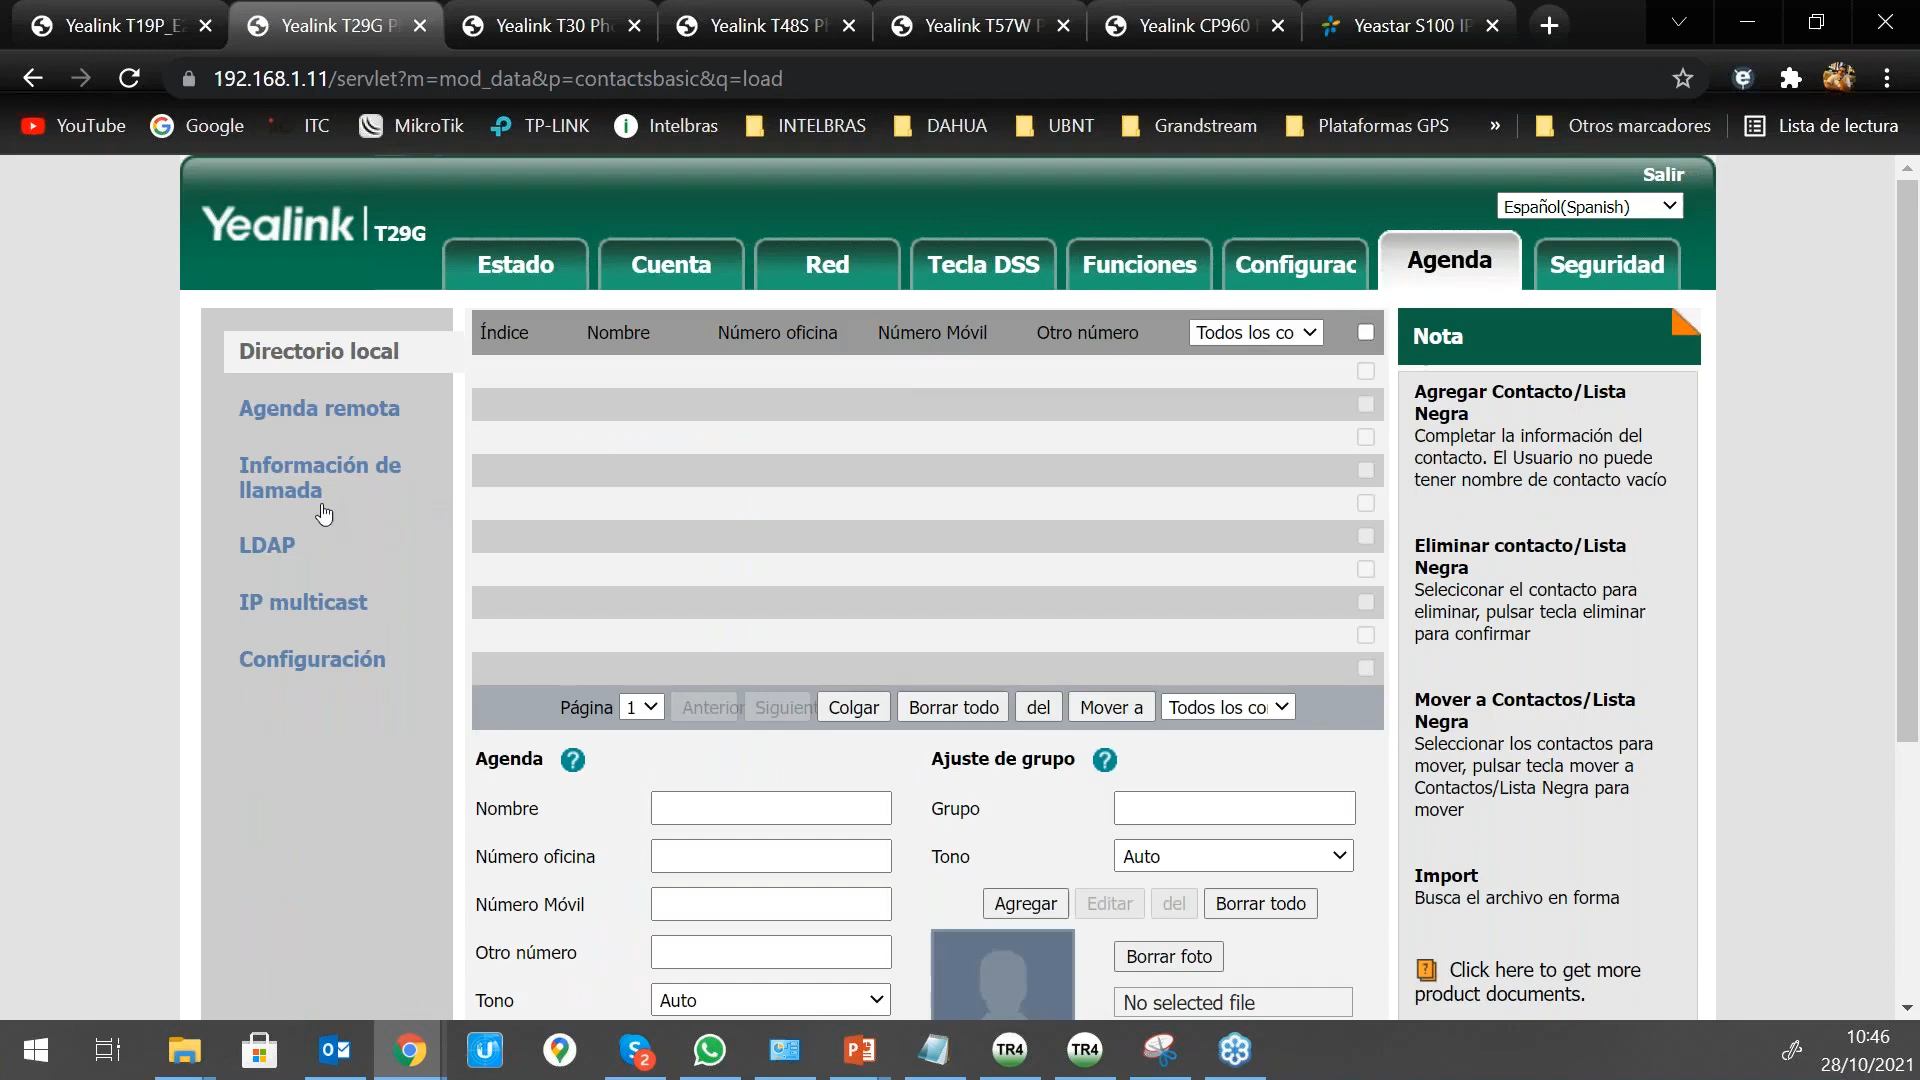 Yealink T19P_E2
Yealink T29G P
Yealink T30 Pho
Yealink T48S Ph
Yealink T57W P
Yealink CP960
Yeastar S100 IP
192.168.1.11/servlet?m=mod_data&p=contactsbasic&q=load
YouTube
Google
ITC
MikroTik
TP-LINK
Intelbras
INTELBRAS
DAHUA
UBNT
Grandstream
Plataformas GPS
»
Otros marcadores
Lista de lectura
Salir
Español(Spanish)
Yealink T29G
Estado
Cuenta
Red
Tecla DSS
Funciones
Configurac
Agenda
Seguridad
Directorio local
Agenda remota
Información de
llamada
LDAP
IP multicast
Configuración
Índice Nombre Número oficina Número Móvil Otro número Todos los co
Página 1 Anterior Siguient Colgar Borrar todo del Mover a Todos los co
Agenda ?
Nombre
Número oficina
Número Móvil
Otro número
Tono Auto
Ajuste de grupo ?
Grupo
Tono Auto
Agregar Editar del Borrar todo
Borrar foto
No selected file
Nota
Agregar Contacto/Lista
Negra
Completar la información del
contacto. El Usuario no puede
tener nombre de contacto vacío
Eliminar contacto/Lista
Negra
Seleciconar el contacto para
eliminar, pulsar tecla eliminar
para confirmar
Mover a Contactos/Lista
Negra
Seleccionar los contactos para
mover, pulsar tecla mover a
Contactos/Lista Negra para
mover
Import
Busca el archivo en forma
? Click here to get more
product documents.
2
TR4
TR4
10:46
28/10/2021